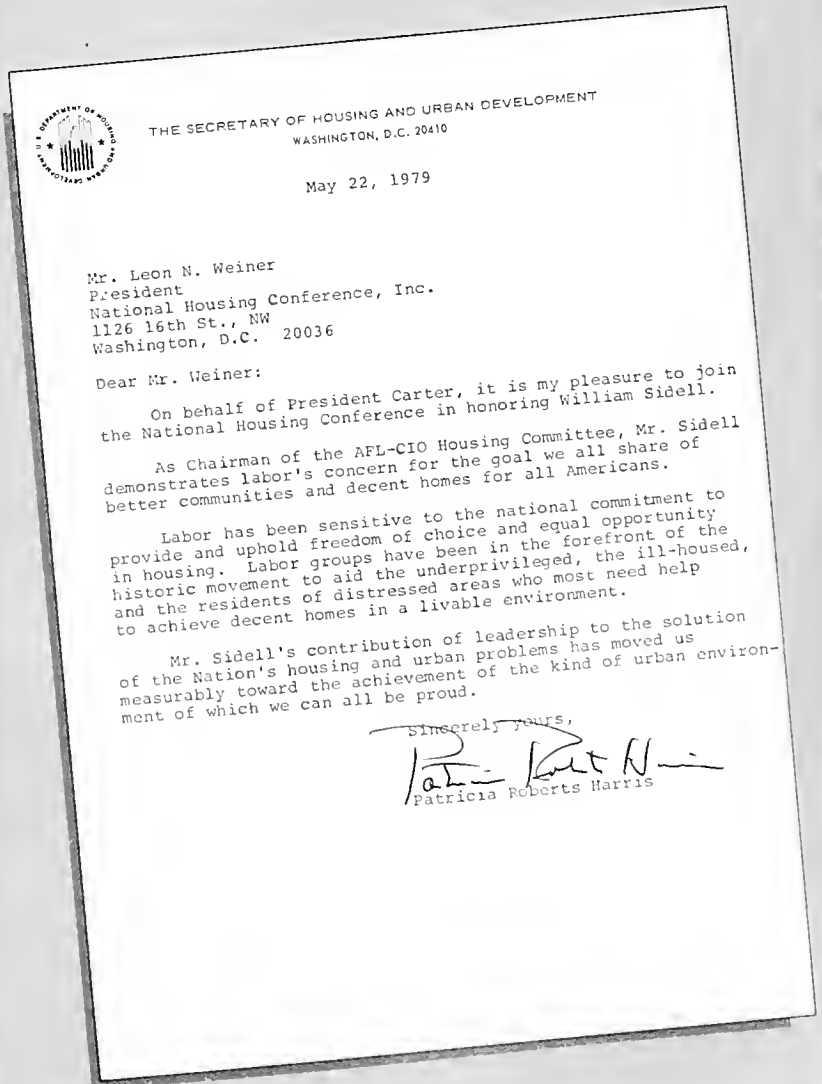 U.S. DEPARTMENT OF HOUSING AND URBAN DEVELOPMENT
THE SECRETARY OF HOUSING AND URBAN DEVELOPMENT
WASHINGTON, D.C. 20410
May 22, 1979
Mr. Leon N. Weiner
President
National Housing Conference, Inc.
1126 16th St., NW
Washington, D.C. 20036
Dear Mr. Weiner:
On behalf of President Carter, it is my pleasure to join
the National Housing Conference in honoring William Sidell.
As Chairman of the AFL-CIO Housing Committee, Mr. Sidell
demonstrates labor's concern for the goal we all share of
better communities and decent homes for all Americans.
Labor has been sensitive to the national commitment to
provide and uphold freedom of choice and equal opportunity
in housing. Labor groups have been in the forefront of the
historic movement to aid the underprivileged, the ill-housed,
and the residents of distressed areas who most need help
to achieve decent homes in a livable environment.
Mr. Sidell's contribution of leadership to the solution
of the Nation's housing and urban problems has moved us
measurably toward the achievement of the kind of urban environ-
ment of which we can all be proud.
Sincerely yours,
Patricia Roberts Harris
Patricia Roberts Harris